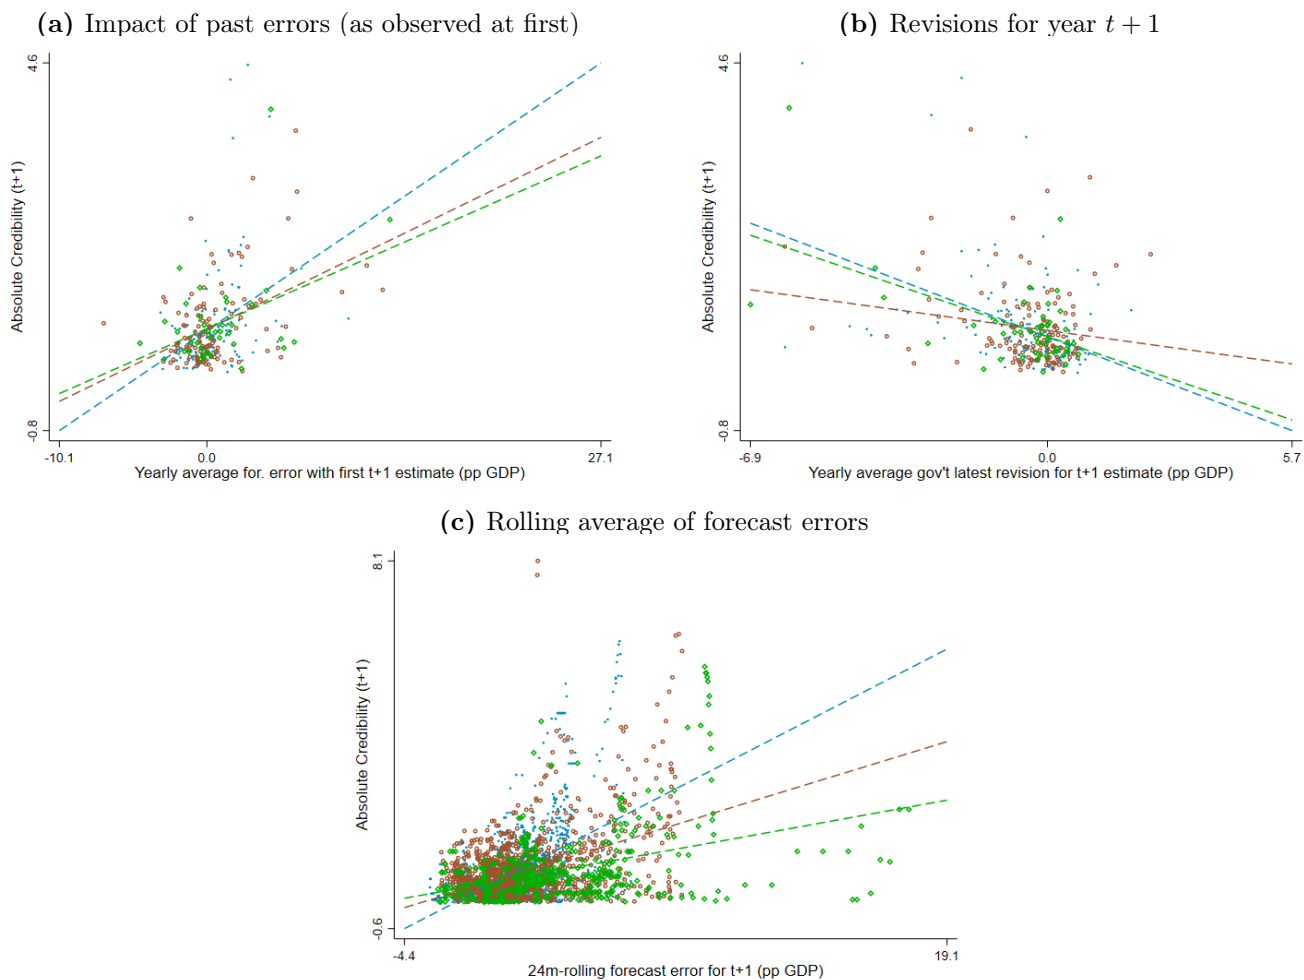 (a) Impact of past errors (as observed at first)
4.6
Absolute Credibility (t+1)
-0.8
-10.1 0.0 27.1
Yearly average for. error with first t+1 estimate (pp GDP)
(b) Revisions for year t + 1
4.6
Absolute Credibility (t+1)
-0.8
-6.9 0.0 5.7
Yearly average gov't latest revision for t+1 estimate (pp GDP)
(c) Rolling average of forecast errors
8.1
Absolute Credibility (t+1)
-0.6
-4.4 19.1
24m-rolling forecast error for t+1 (pp GDP)